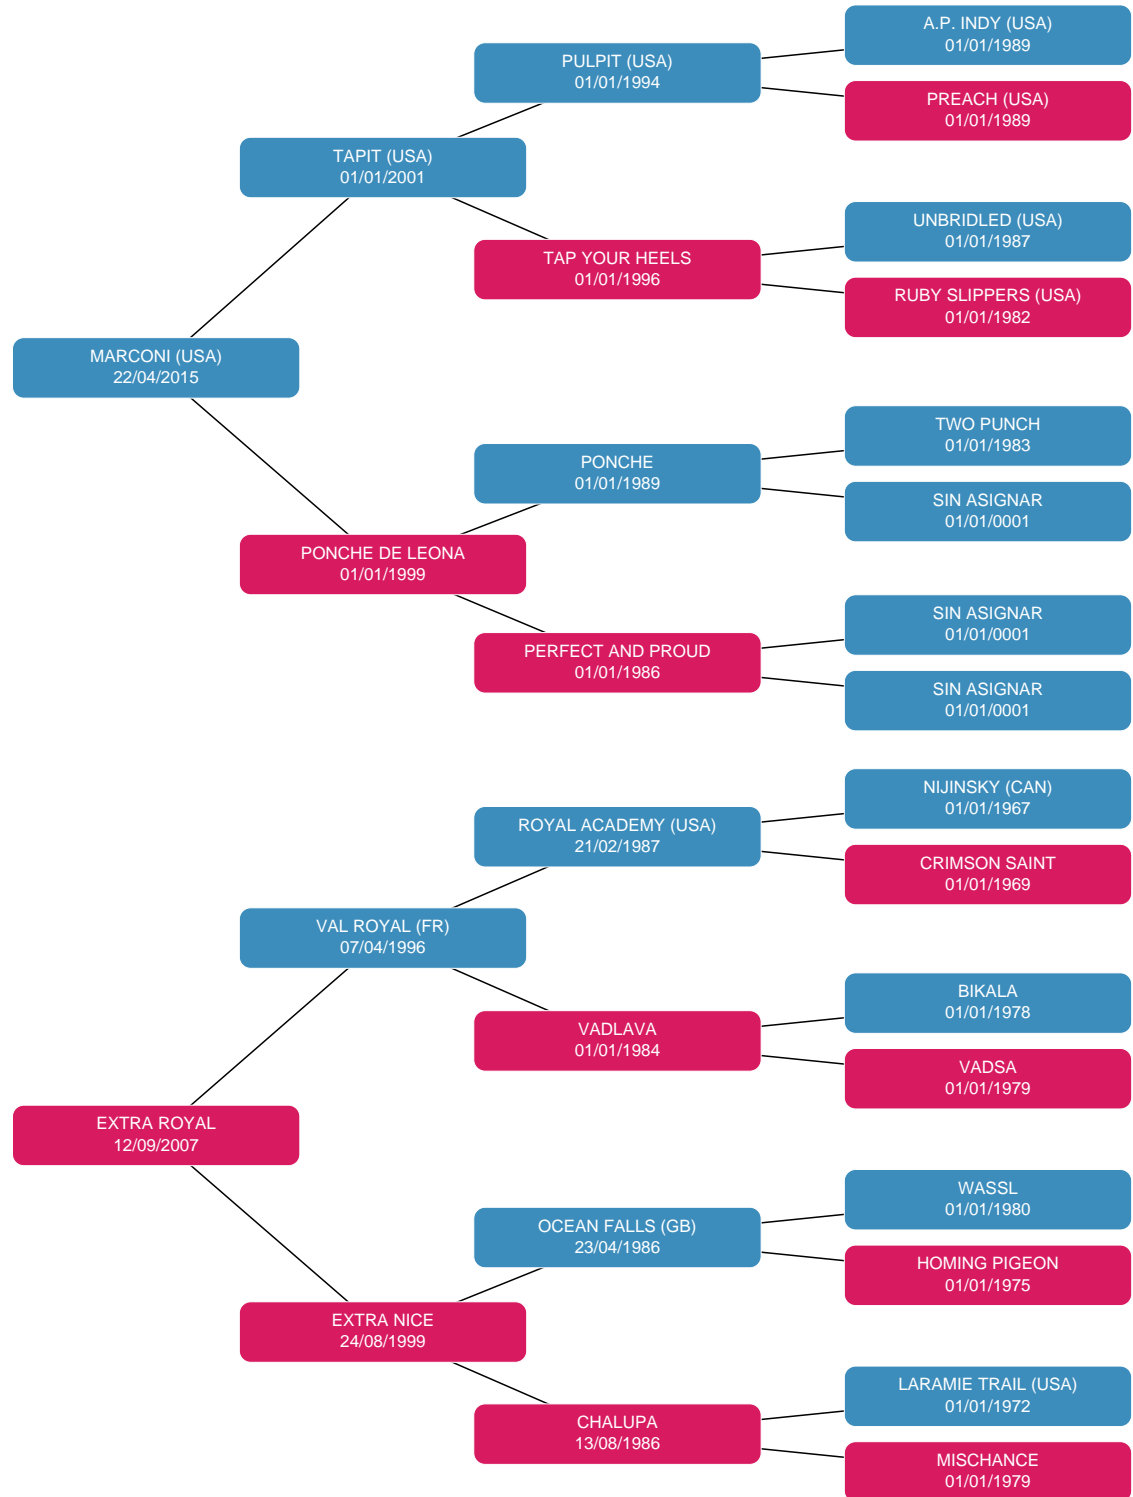 A.P. INDY (USA)
01/01/1989
PULPIT (USA)
01/01/1994
PREACH (USA)
01/01/1989
TAPIT (USA)
01/01/2001
UNBRIDLED (USA)
01/01/1987
TAP YOUR HEELS
01/01/1996
RUBY SLIPPERS (USA)
01/01/1982
MARCONI (USA)
22/04/2015
TWO PUNCH
01/01/1983
PONCHE
01/01/1989
SIN ASIGNAR
01/01/0001
PONCHE DE LEONA
01/01/1999
SIN ASIGNAR
01/01/0001
PERFECT AND PROUD
01/01/1986
SIN ASIGNAR
01/01/0001
NIJINSKY (CAN)
01/01/1967
ROYAL ACADEMY (USA)
21/02/1987
CRIMSON SAINT
01/01/1969
VAL ROYAL (FR)
07/04/1996
BIKALA
01/01/1978
VADLAVA
01/01/1984
VADSA
01/01/1979
EXTRA ROYAL
12/09/2007
WASSL
01/01/1980
OCEAN FALLS (GB)
23/04/1986
HOMING PIGEON
01/01/1975
EXTRA NICE
24/08/1999
LARAMIE TRAIL (USA)
01/01/1972
CHALUPA
13/08/1986
MISCHANCE
01/01/1979